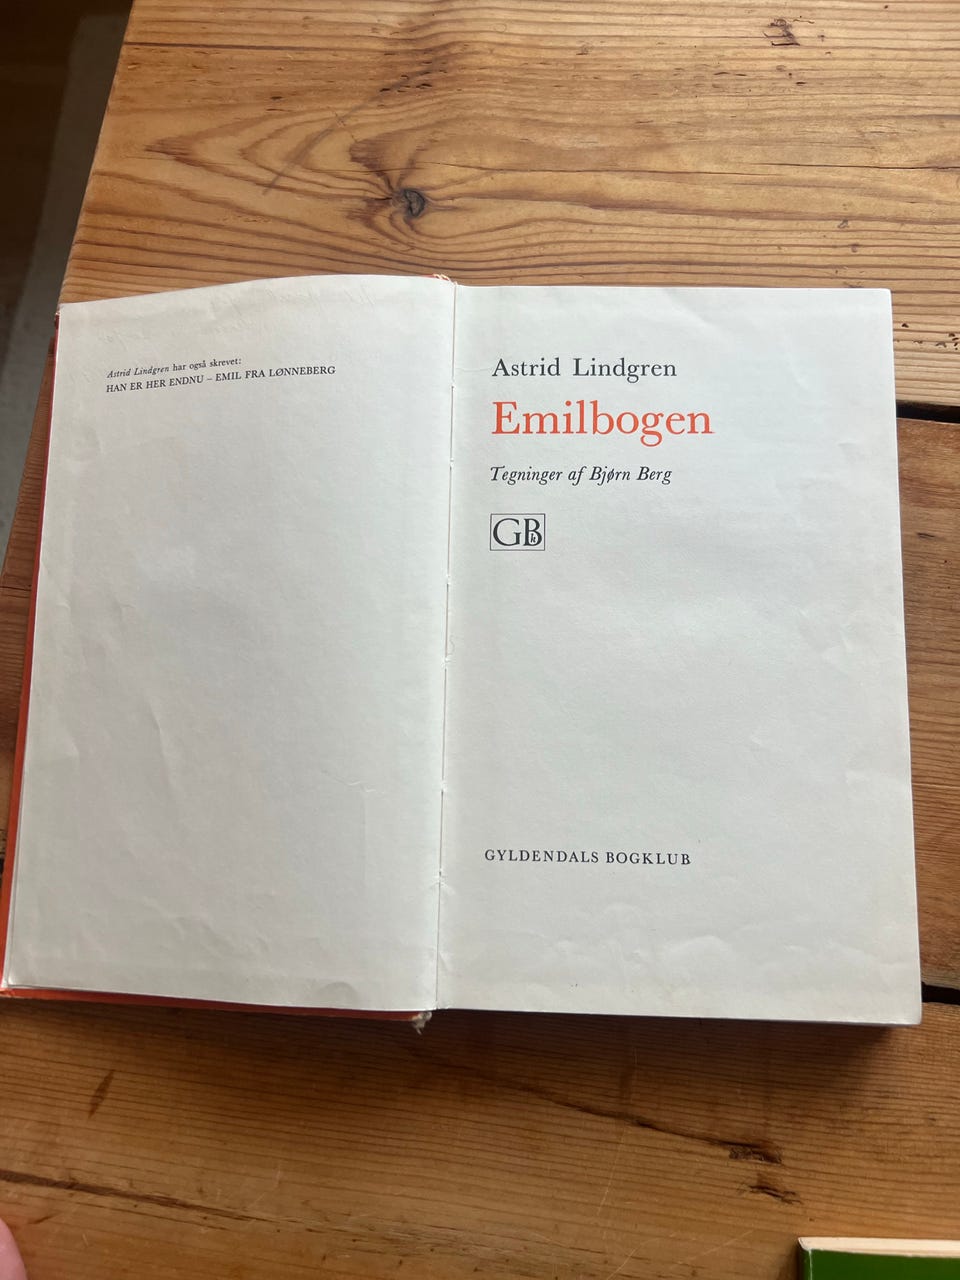 Astrid Lindgren har også skrevet:
HAN ER HER ENDNU – EMIL FRA LØNNEBERG
Astrid Lindgren
Emilbogen
Tegninger af Bjørn Berg
GBk
GYLDENDALS BOGKLUB